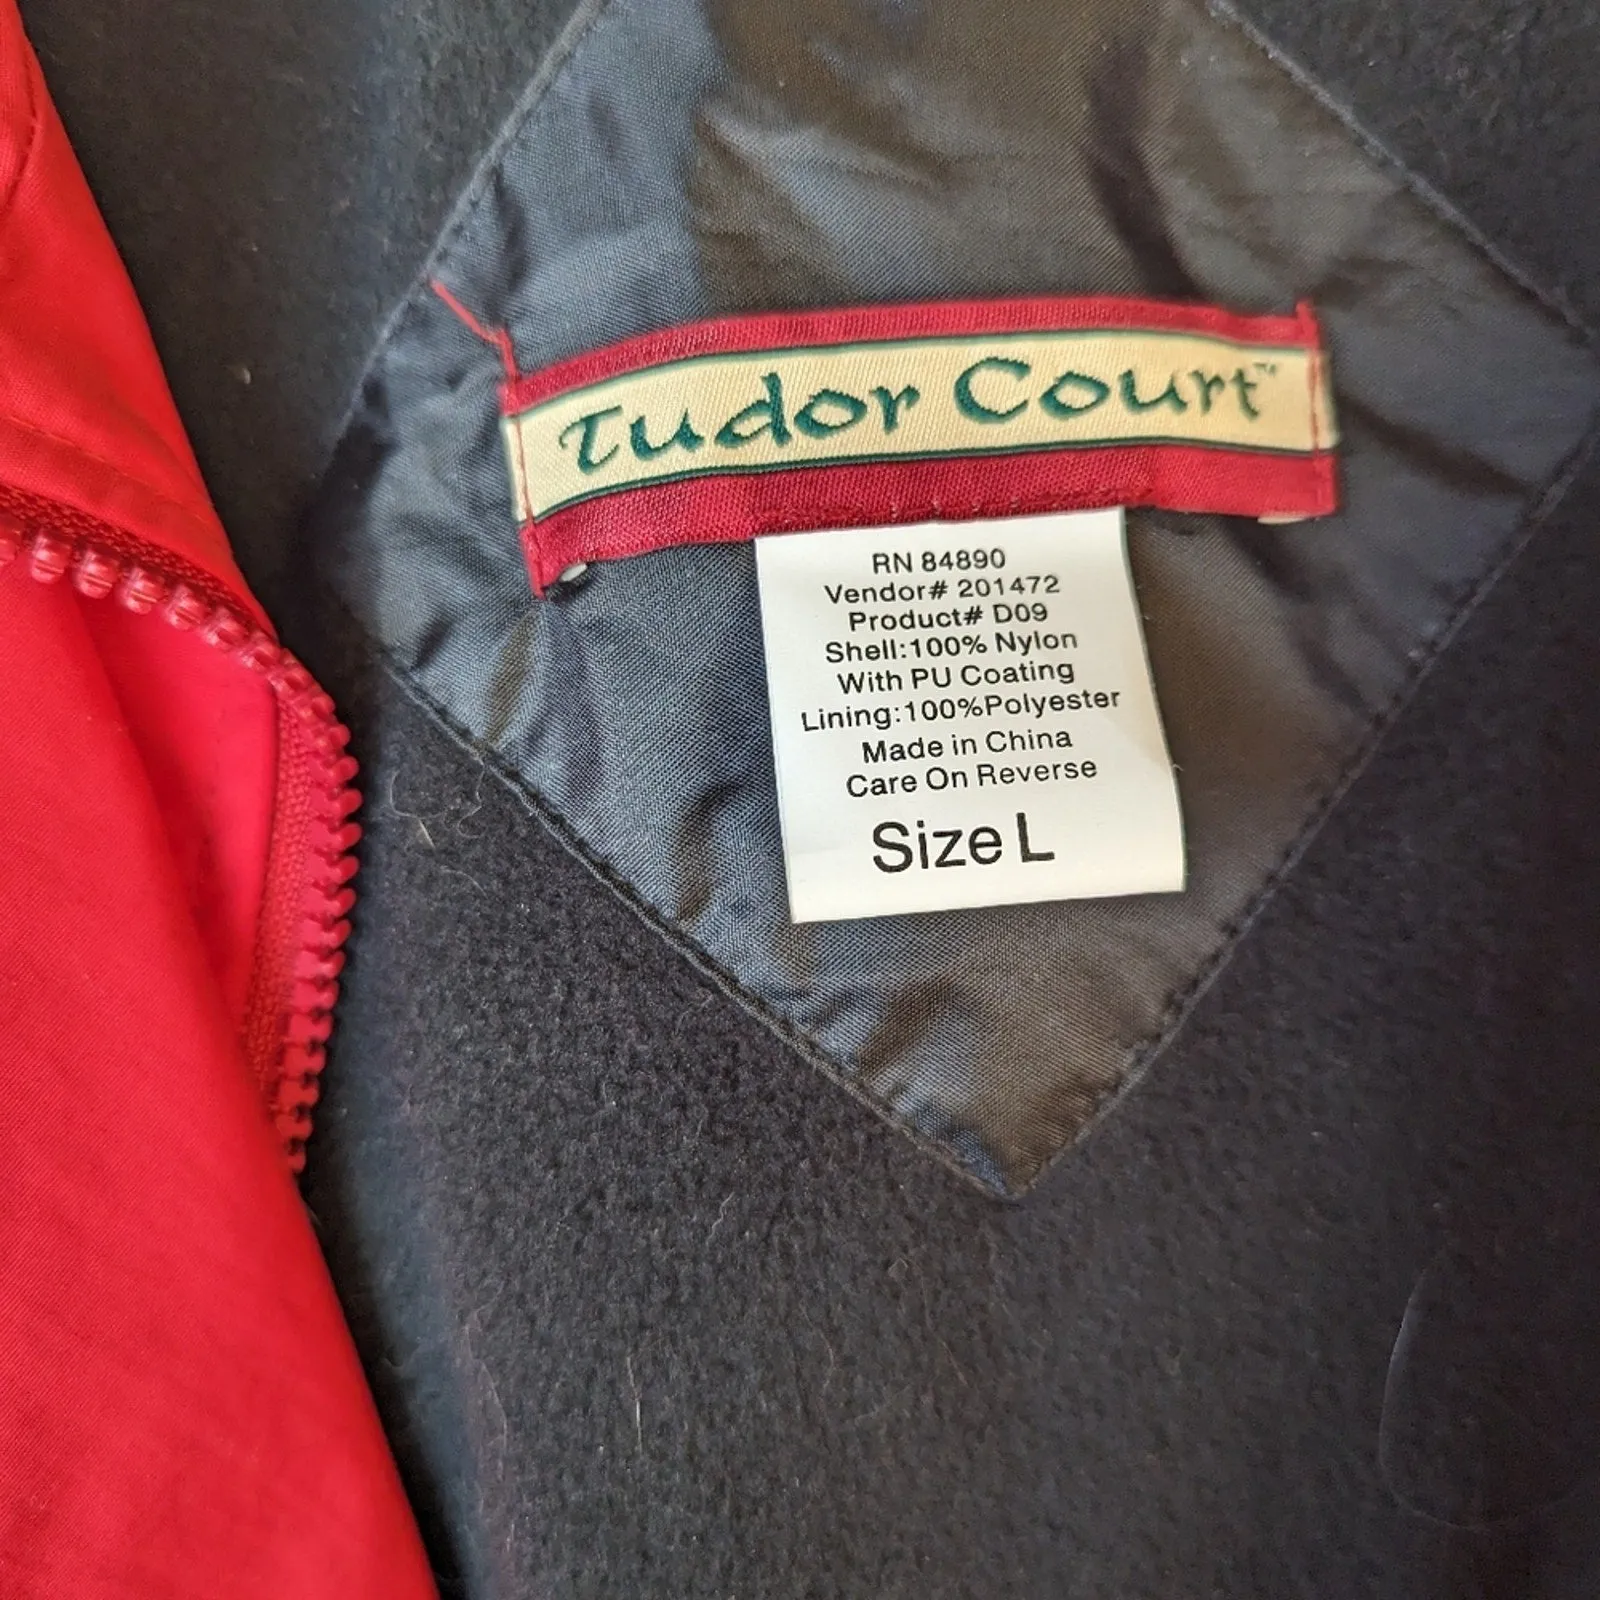 Tudor Court™
RN 84890
Vendor# 201472
Product# D09
Shell:100% Nylon
With PU Coating
Lining:100%Polyester
Made in China
Care On Reverse
Size L